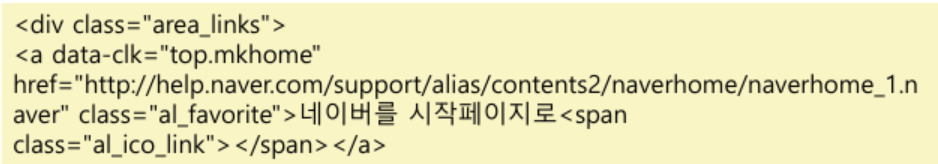 <div class="area_links">
<a data-clk="top.mkhome"
href="http://help.naver.com/support/alias/contents2/naverhome/naverhome_1.n
aver" class="al_favorite">네이버를 시작페이지로<span
class="al_ico_link"></span></a>